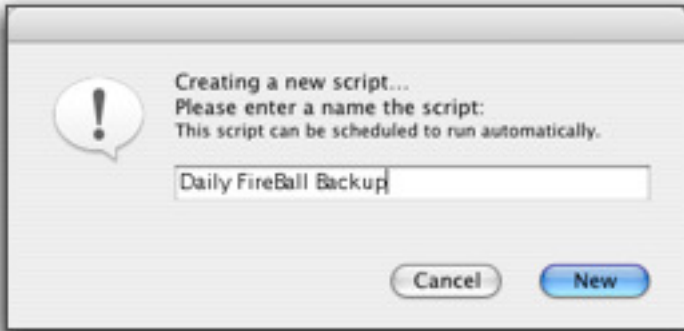 Creating a new script...
Please enter a name the script:
This script can be scheduled to run automatically.
Daily FireBall Backup
Cancel
New